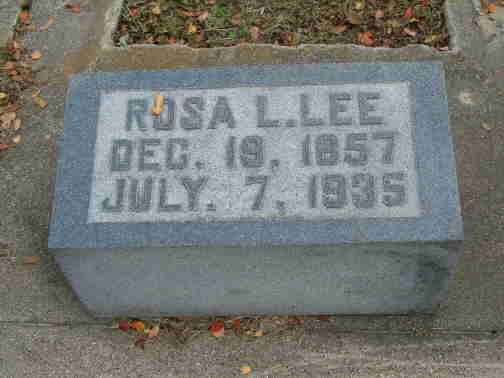 ROSA L. LEE
DEC. 19, 1857
JULY. 7, 1935